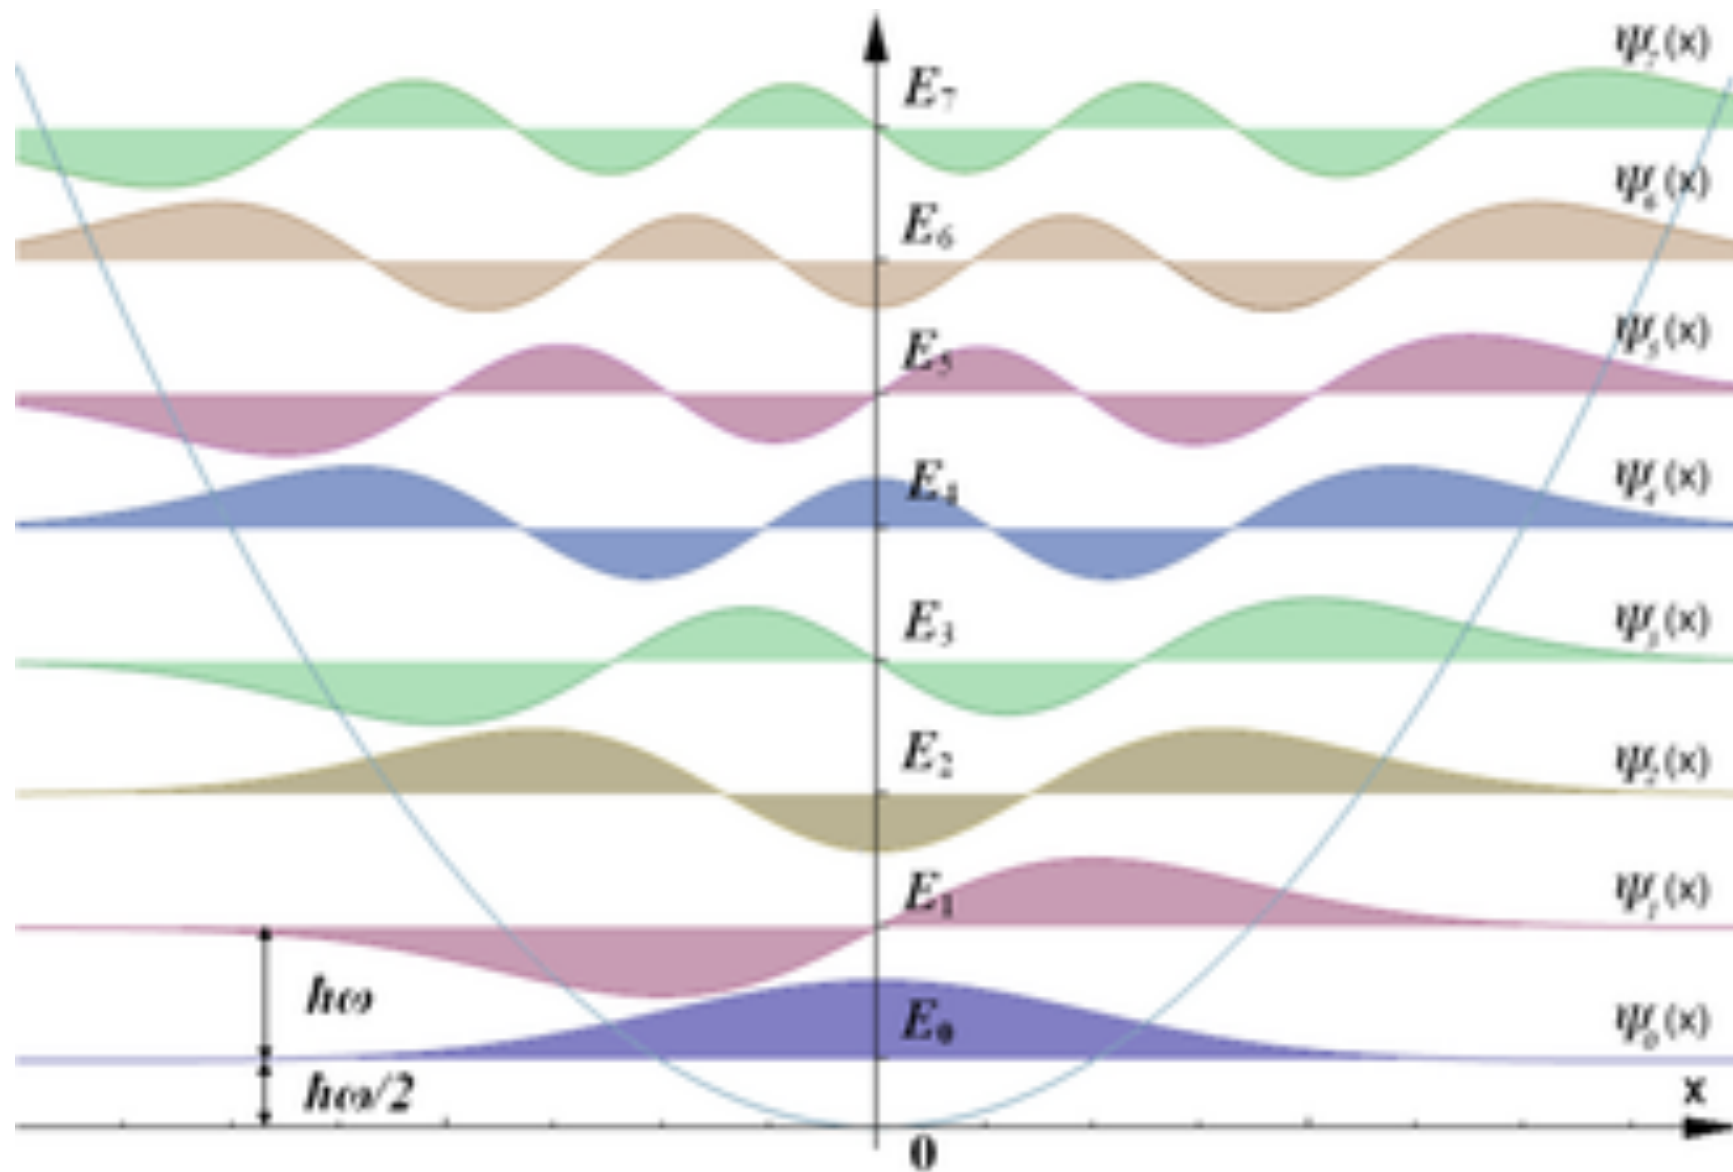 ψ₇(x)
E₇
ψ₆(x)
E₆
ψ₅(x)
E₅
ψ₄(x)
E₄
ψ₃(x)
E₃
ψ₂(x)
E₂
ψ₁(x)
E₁
ħω
ψ₀(x)
E₀
ħω/2
x
0